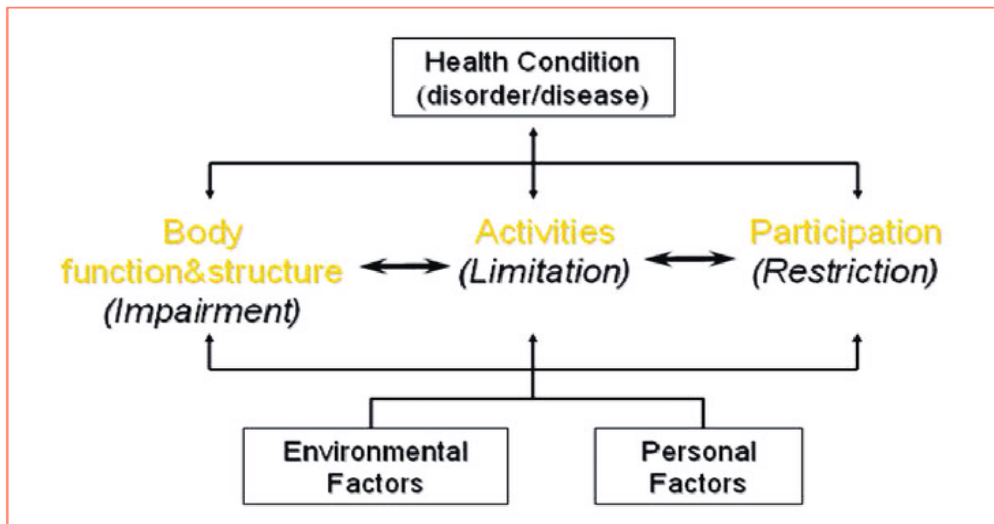 Health Condition
(disorder/disease)
Body
function&structure
(Impairment)
Activities
(Limitation)
Participation
(Restriction)
Environmental
Factors
Personal
Factors